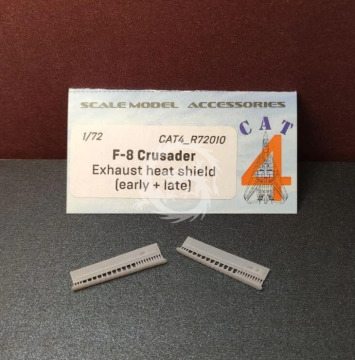 SCALE MODEL ACCESSORIES
1/72 CAT4_R72010
F-8 Crusader
Exhaust heat shield
(early + late)
CAT
4